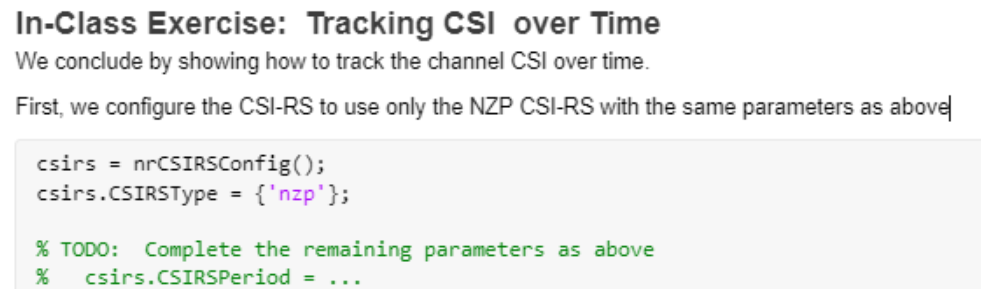 In-Class Exercise:  Tracking CSI  over Time
We conclude by showing how to track the channel CSI over time.
First, we configure the CSI-RS to use only the NZP CSI-RS with the same parameters as above
csirs = nrCSIRSConfig();
csirs.CSIRSType = {'nzp'};
% TODO:  Complete the remaining parameters as above
%   csirs.CSIRSPeriod = ...